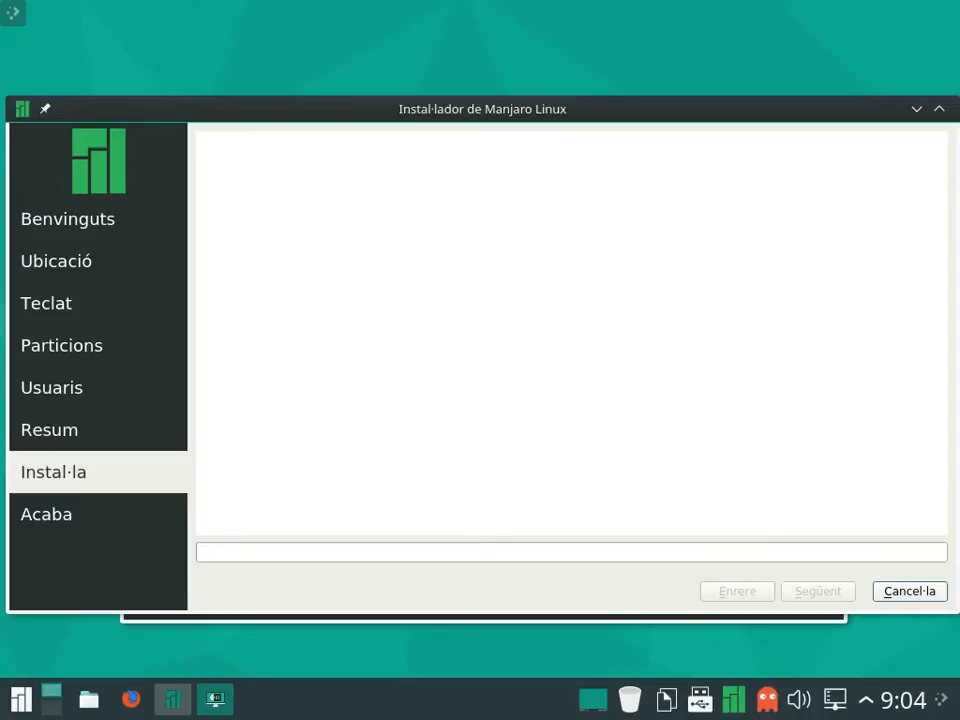 Instal·lador de Manjaro Linux
Benvinguts
Ubicació
Teclat
Particions
Usuaris
Resum
Instal·la
Acaba
Enrere
Següent
Cancel·la
9:04